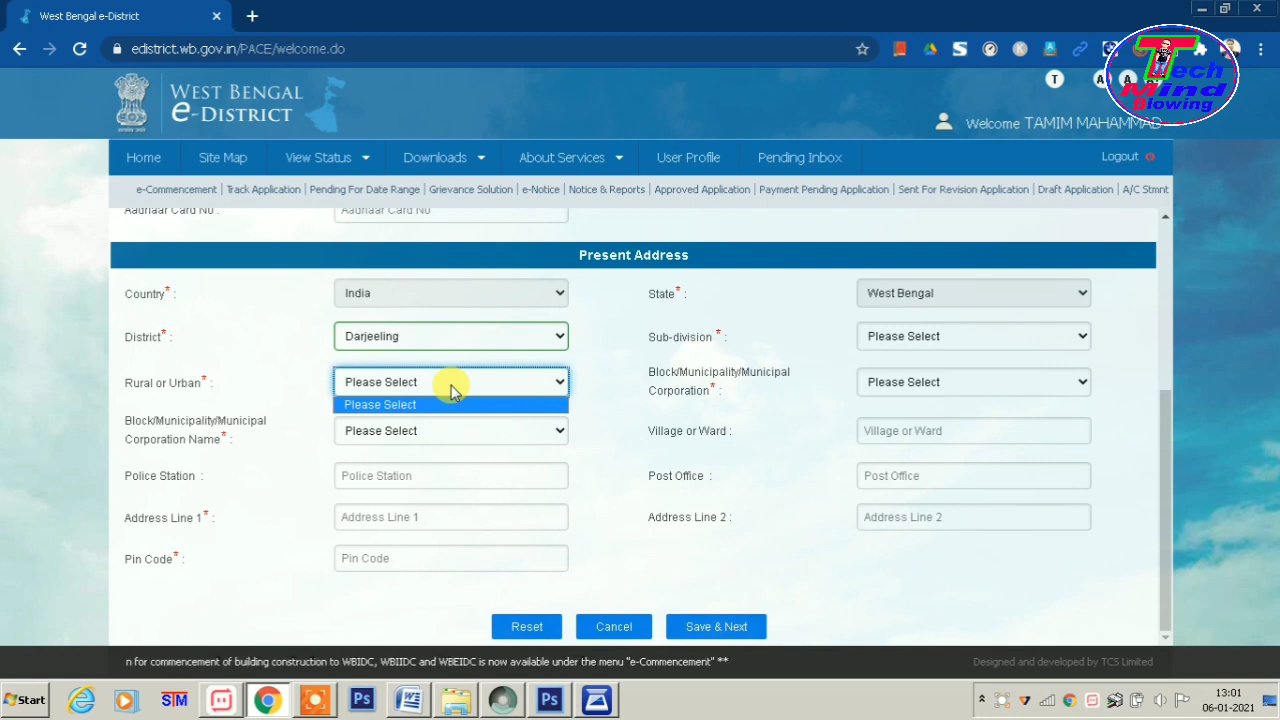 West Bengal e-District
edistrict.wb.gov.in/PACE/welcome.do
Tech
Mind
Blowing
WEST BENGAL
e-DISTRICT
T A A
Welcome TAMIM MAHAMMAD
Home Site Map View Status Downloads About Services User Profile Pending Inbox Logout
e-Commencement | Track Application | Pending For Date Range | Grievance Solution | e-Notice | Notice & Reports | Approved Application | Payment Pending Application | Sent For Revision Application | Draft Application | A/C Stmnt
Aadhaar Card No : Aadhaar Card No
Present Address
Country* : India State* : West Bengal
District* : Darjeeling Sub-division * : Please Select
Rural or Urban* : Please Select Block/Municipality/Municipal Corporation* : Please Select
Please Select
Block/Municipality/Municipal Corporation Name* : Please Select Village or Ward : Village or Ward
Police Station : Police Station Post Office : Post Office
Address Line 1* : Address Line 1 Address Line 2 : Address Line 2
Pin Code* : Pin Code
Reset Cancel Save & Next
n for commencement of building construction to WBIDC, WBIIDC and WBEIDC is now available under the menu "e-Commencement" ** Designed and developed by TCS Limited
Start STM Ps W Ps 13:01
06-01-2021